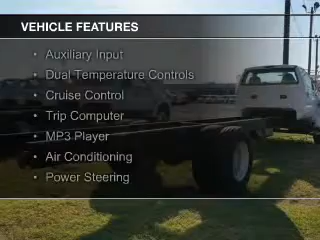 VEHICLE FEATURES
• Auxiliary Input
• Dual Temperature Controls
• Cruise Control
• Trip Computer
• MP3 Player
• Air Conditioning
• Power Steering